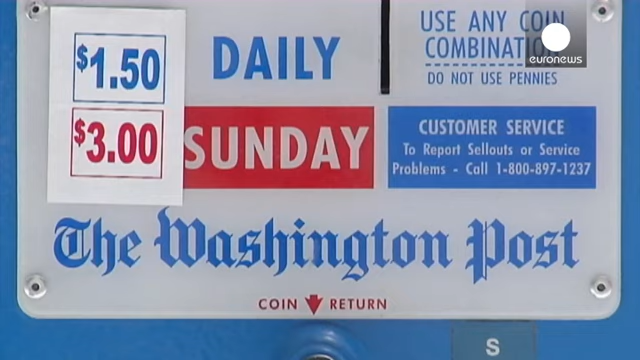 $1.50
DAILY
USE ANY COIN
COMBINATION
DO NOT USE PENNIES
euronews
$3.00
SUNDAY
CUSTOMER SERVICE
To Report Sellouts or Service
Problems - Call 1-800-897-1237
The Washington Post
COIN RETURN
S